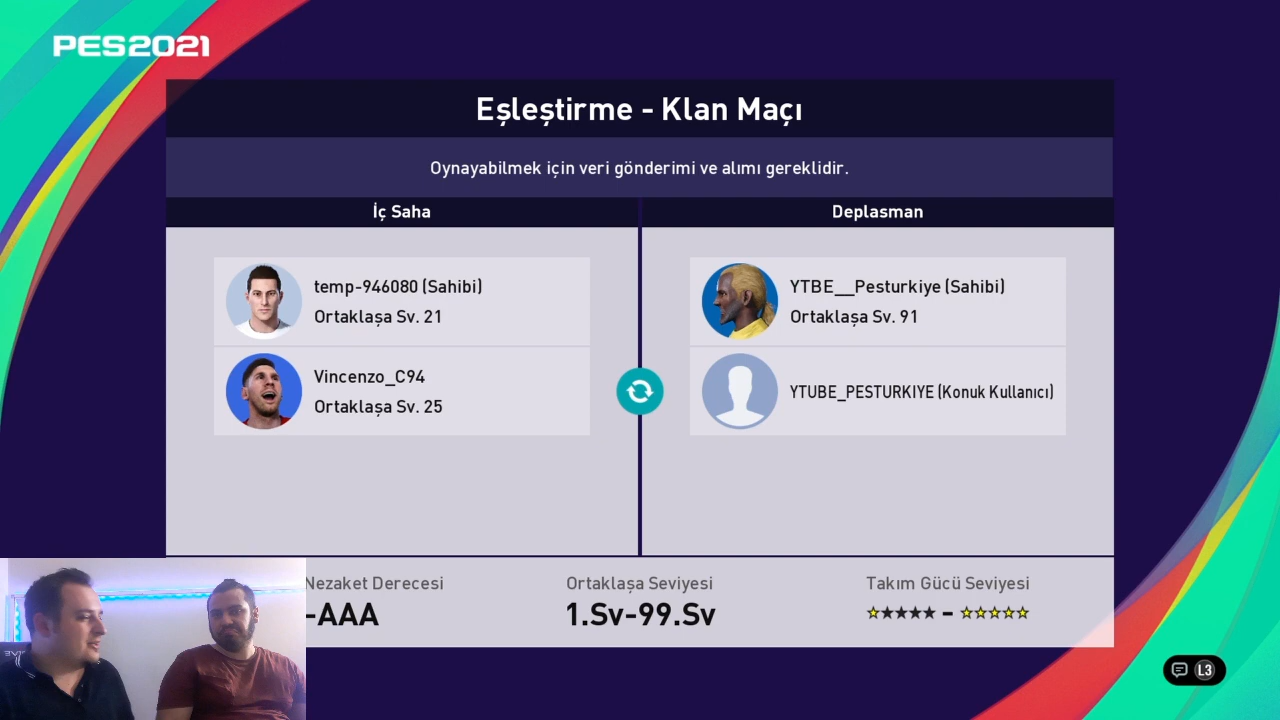 PES2021
Eşleştirme - Klan Maçı
Oynayabilmek için veri gönderimi ve alımı gereklidir.
İç Saha
Deplasman
temp-946080 (Sahibi)
Ortaklaşa Sv. 21
Vincenzo_C94
Ortaklaşa Sv. 25
YTBE__Pesturkiye (Sahibi)
Ortaklaşa Sv. 91
YTUBE_PESTURKIYE (Konuk Kullanıcı)
Nezaket Derecesi
-AAA
Ortaklaşa Seviyesi
1.Sv-99.Sv
Takım Gücü Seviyesi
★★★★★ - ★★★★★
L3